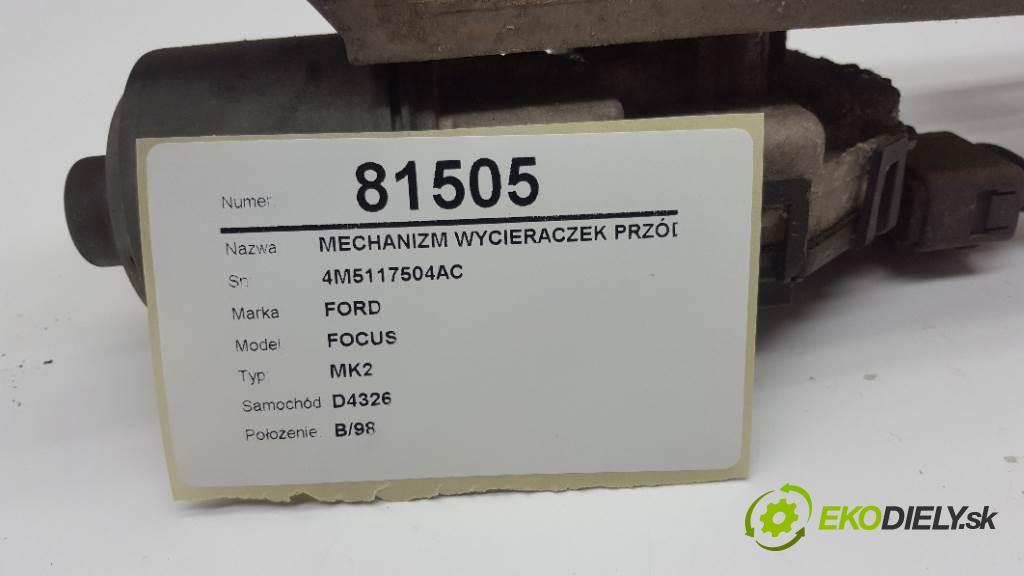 Numer 81505
Nazwa MECHANIZM WYCIERACZEK PRZÓD
Sn 4M5117504AC
Marka FORD
Model FOCUS
Typ MK2
Samochód D4326
Położenie B/98
EKODIELY.sk